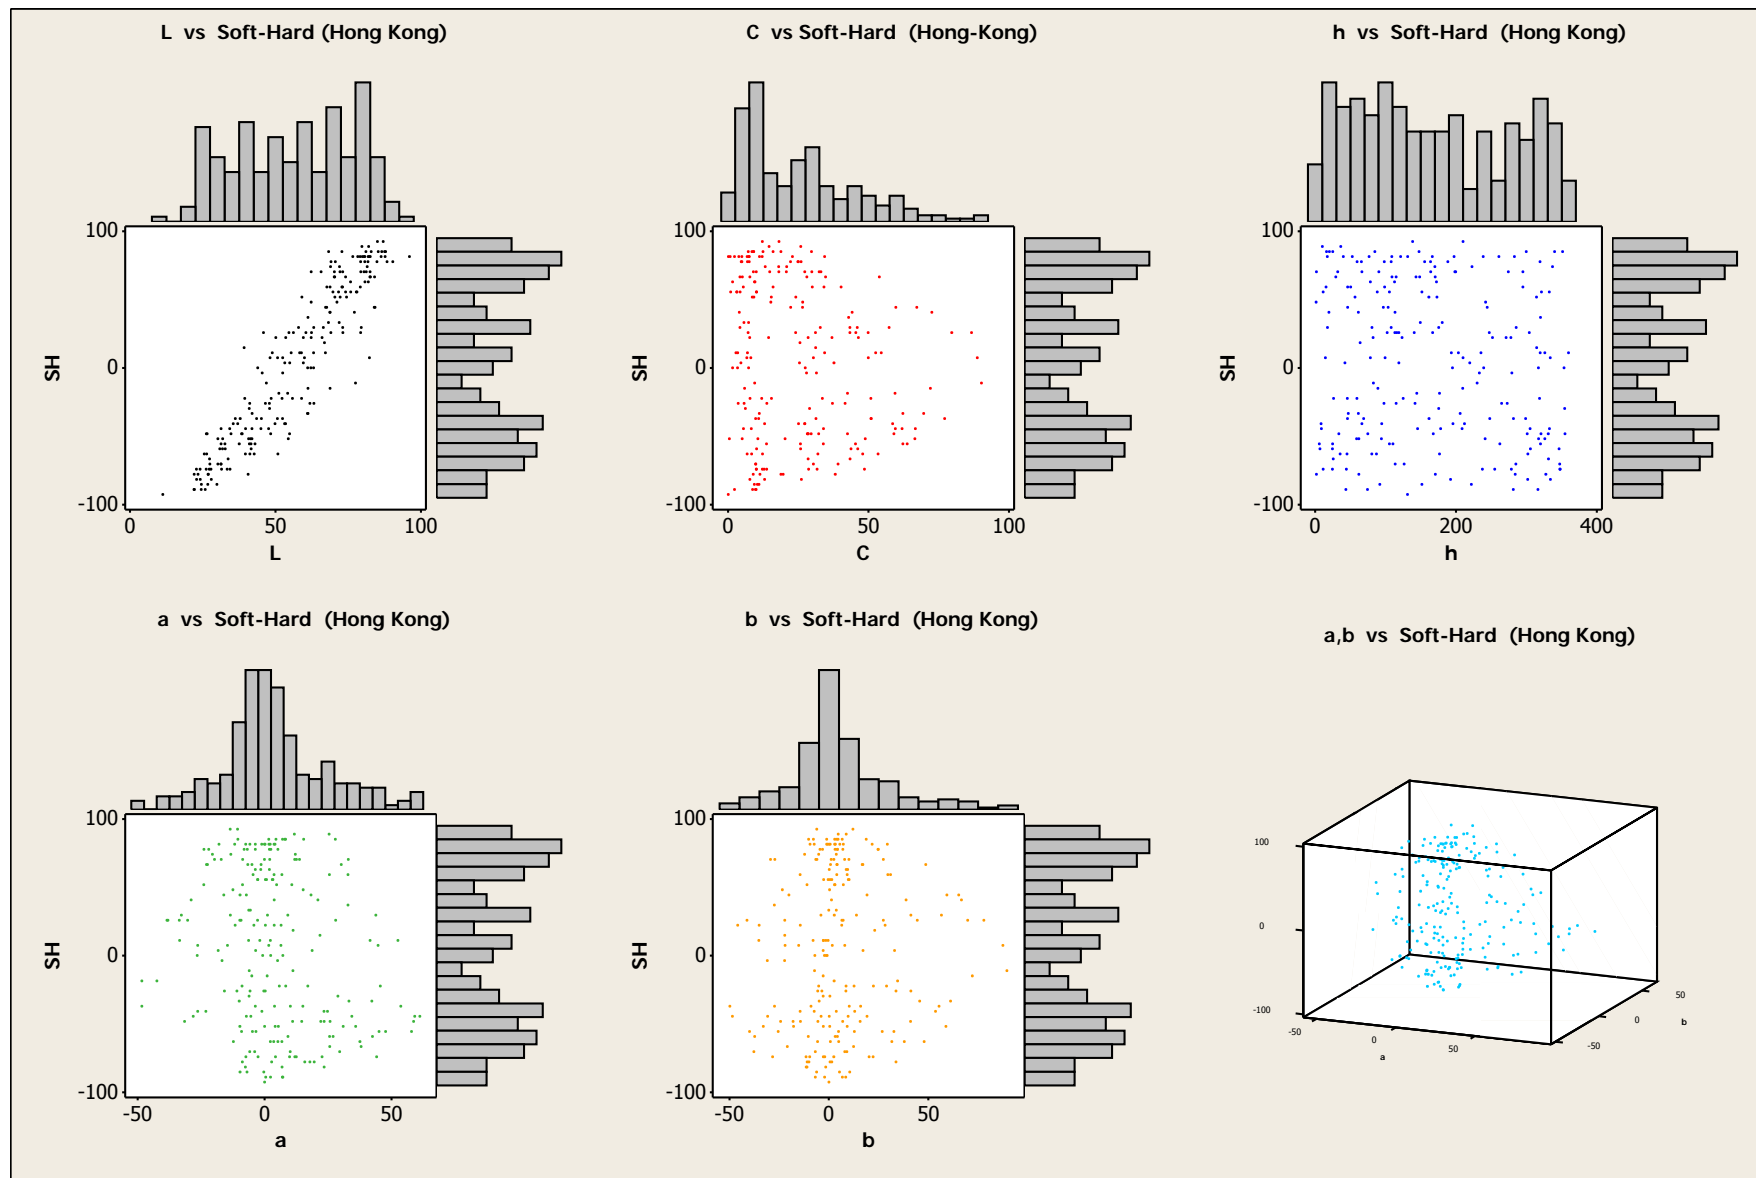 L vs Soft-Hard (Hong Kong)
100
0
-100
SH
0 50 100
L
C vs Soft-Hard (Hong-Kong)
100
0
-100
SH
0 50 100
C
h vs Soft-Hard (Hong Kong)
100
0
-100
SH
0 200 400
h
a vs Soft-Hard (Hong Kong)
100
0
-100
SH
-50 0 50
a
b vs Soft-Hard (Hong Kong)
100
0
-100
SH
-50 0 50
b
a,b vs Soft-Hard (Hong Kong)
100
0
-100
-50
0
50
a
-50
0
50
b